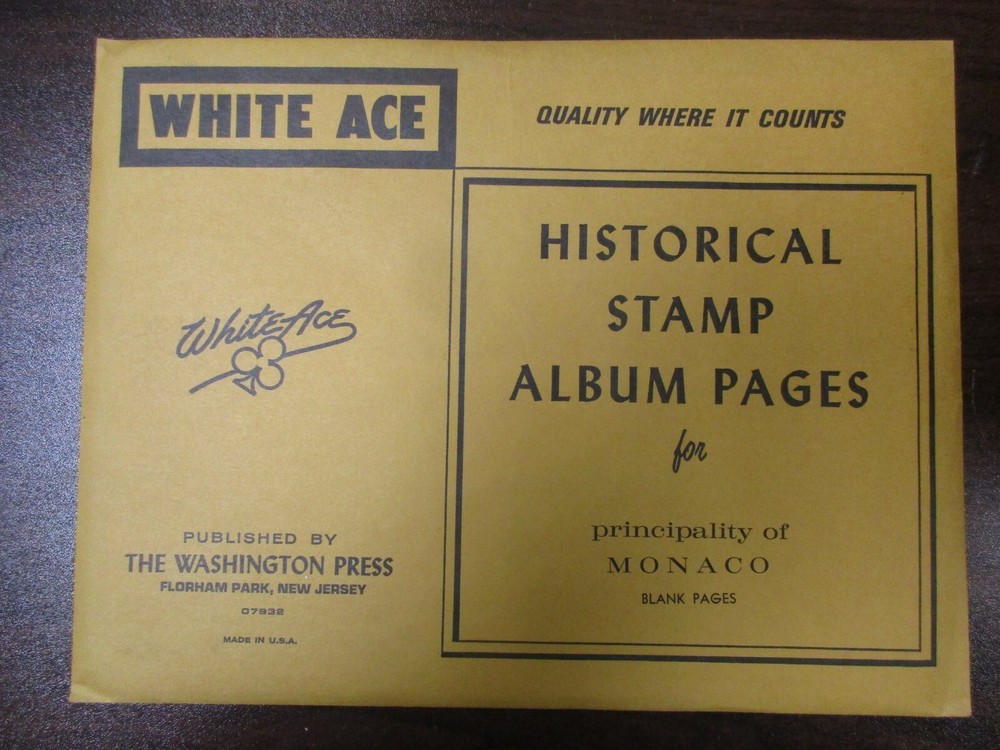 WHITE ACE
QUALITY WHERE IT COUNTS
HISTORICAL
STAMP
ALBUM PAGES
for
principality of
MONACO
BLANK PAGES
White Ace
PUBLISHED BY
THE WASHINGTON PRESS
FLORHAM PARK, NEW JERSEY
07932
MADE IN U.S.A.